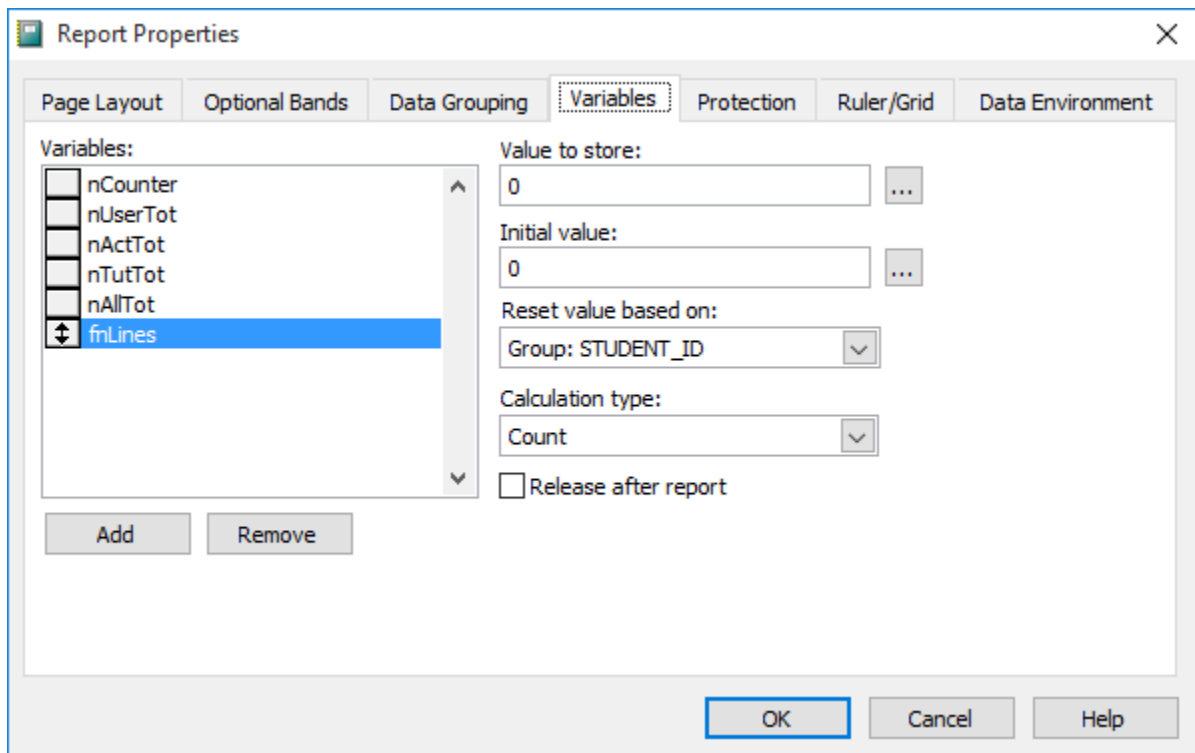 Report Properties
Page Layout Optional Bands Data Grouping Variables Protection Ruler/Grid Data Environment
Variables:
nCounter
nUserTot
nActTot
nTutTot
nAllTot
fnLines
Add Remove
Value to store:
0 ...
Initial value:
0 ...
Reset value based on:
Group: STUDENT_ID
Calculation type:
Count
Release after report
OK Cancel Help